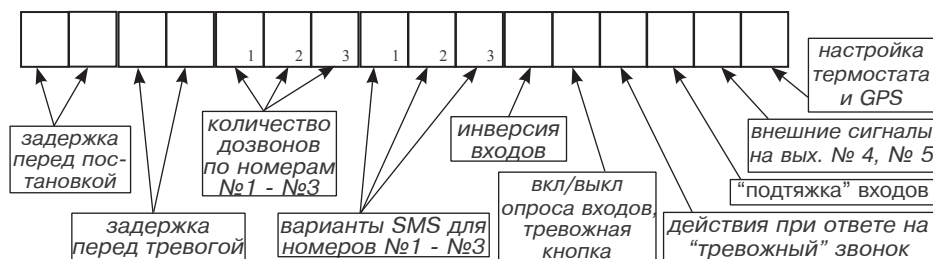 1 2 3 1 2 3
задержка
перед пос-
тановкой
задержка
перед тревогой
количество
дозвонов
по номерам
№1 - №3
варианты SMS для
номеров №1 - №3
инверсия
входов
вкл/выкл
опроса входов,
тревожная
кнопка
действия при ответе на
“тревожный” звонок
“подтяжка” входов
внешние сигналы
на вых. № 4, № 5
настройка
термостата
и GPS